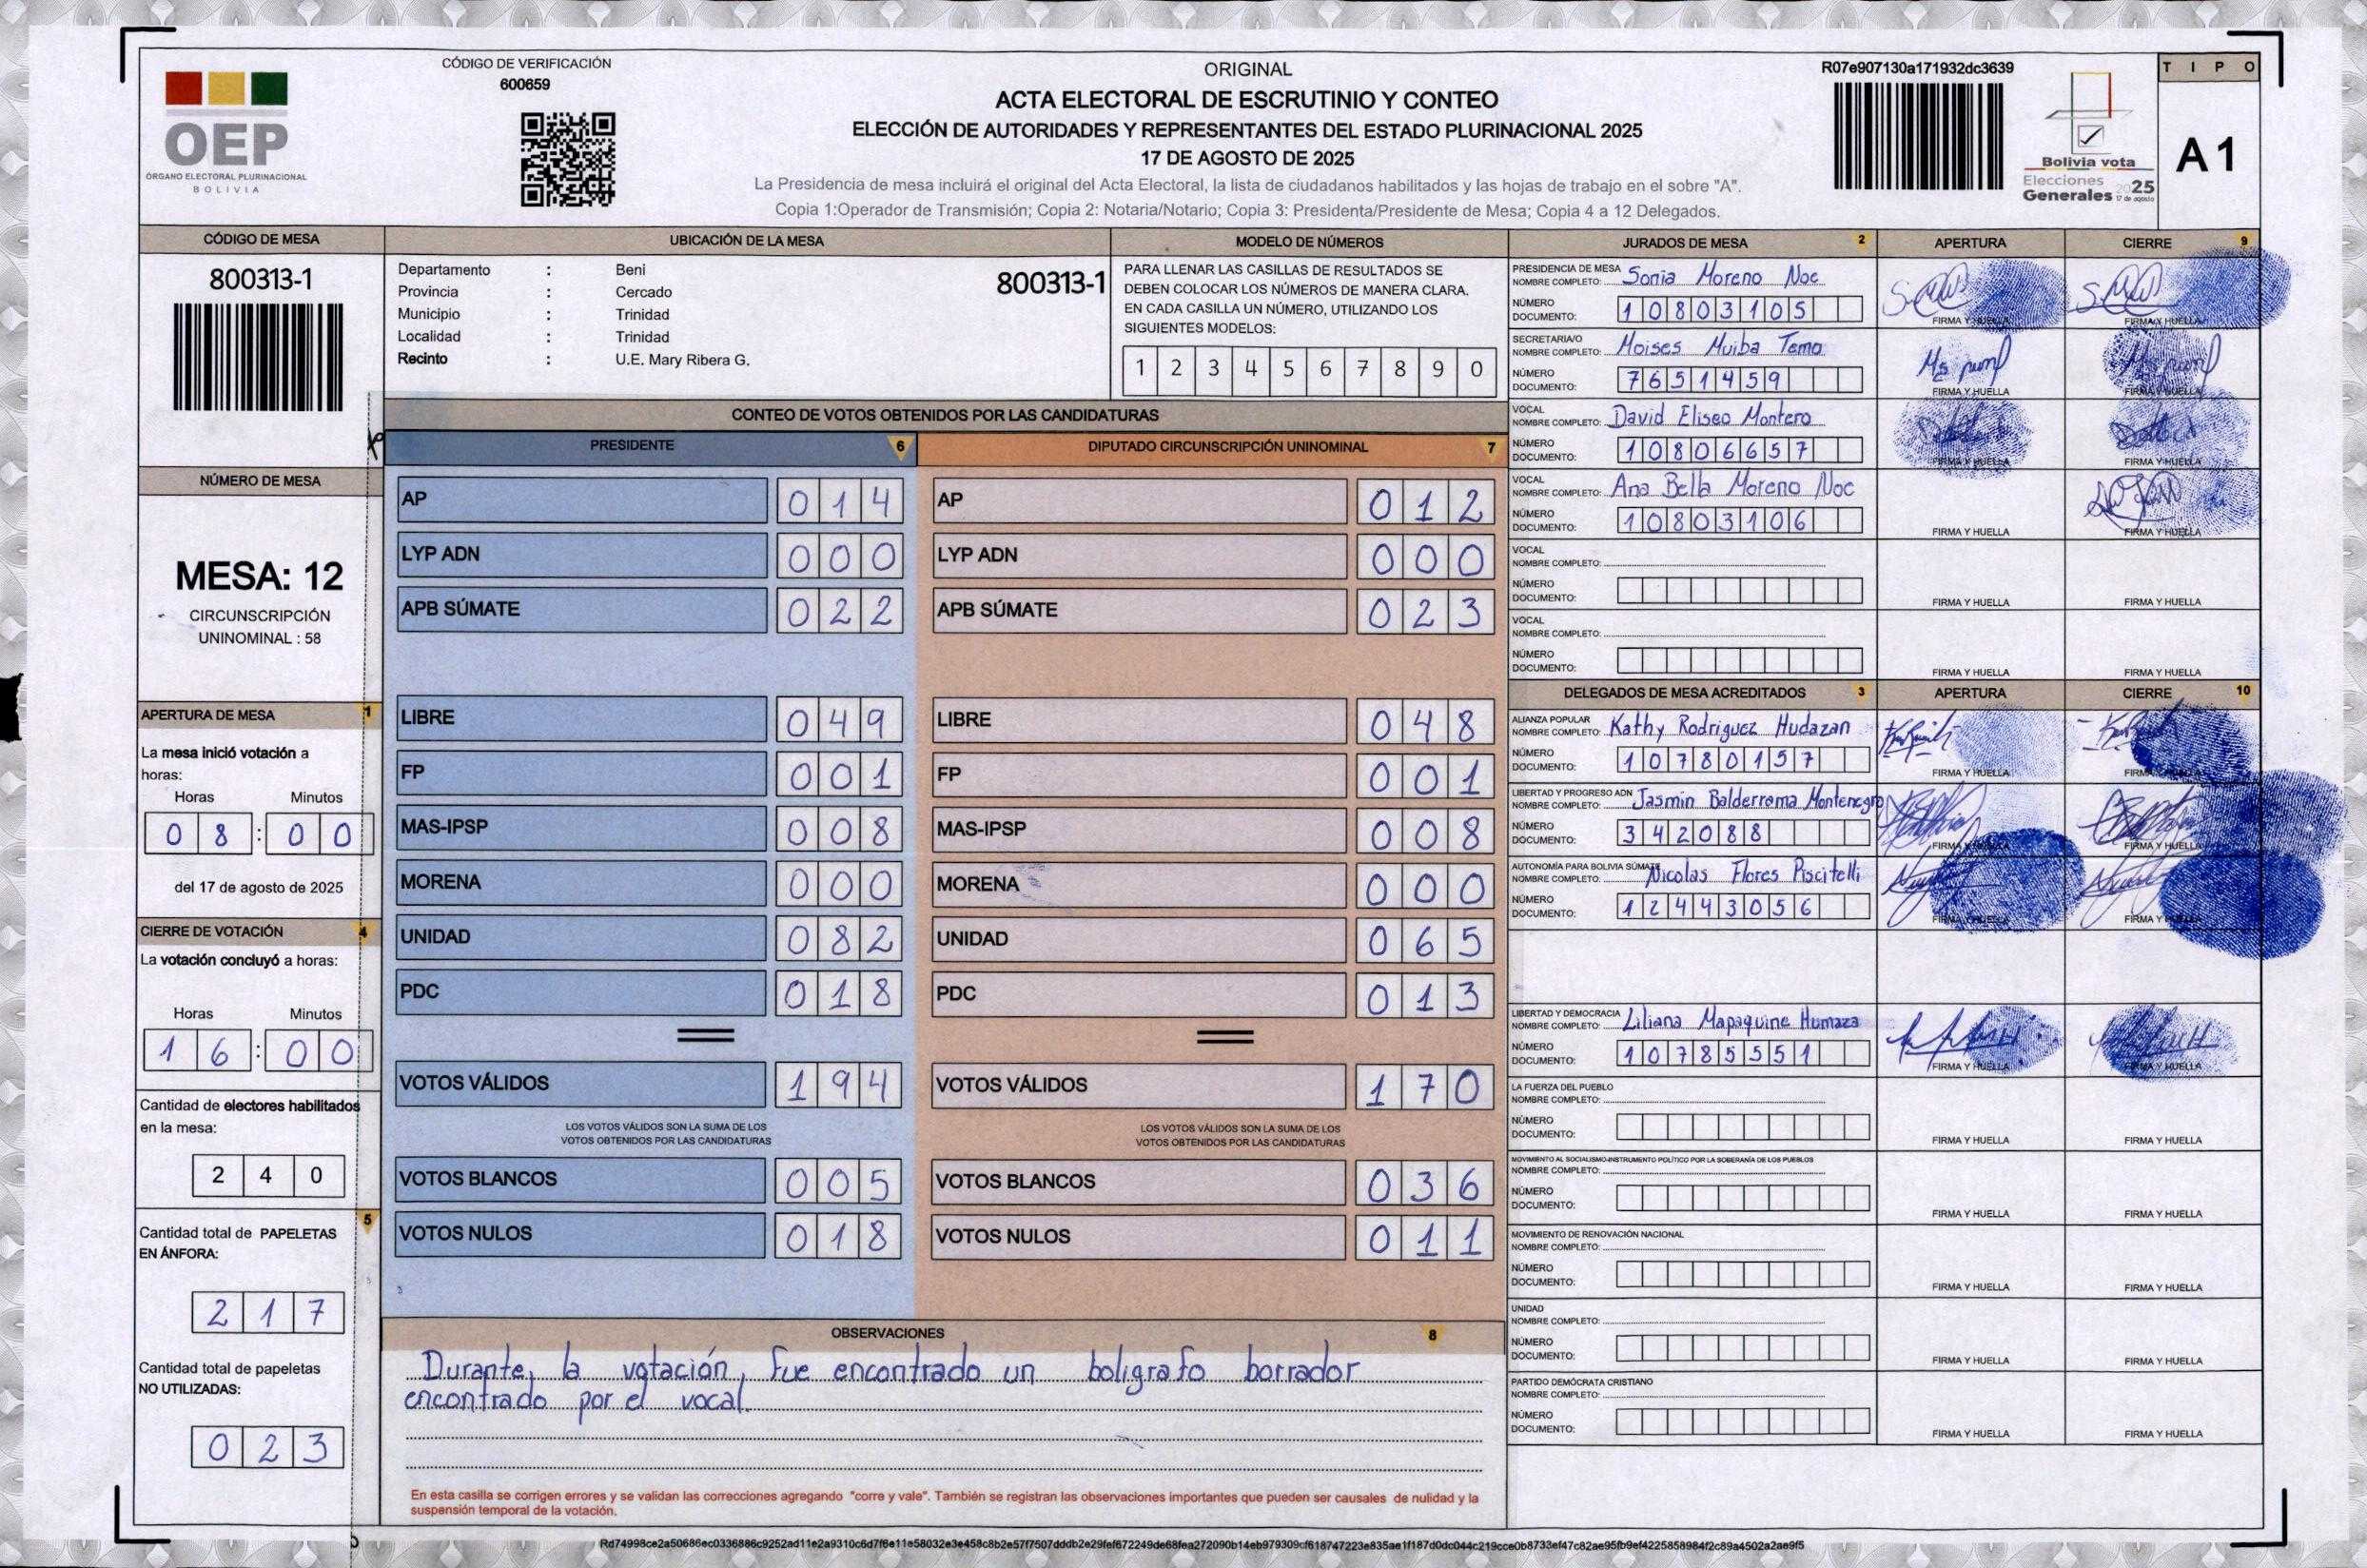 CÓDIGO DE VERIFICACIÓN
600659
OEP
ÓRGANO ELECTORAL PLURINACIONAL
BOLIVIA
ORIGINAL
ACTA ELECTORAL DE ESCRUTINIO Y CONTEO
ELECCIÓN DE AUTORIDADES Y REPRESENTANTES DEL ESTADO PLURINACIONAL 2025
17 DE AGOSTO DE 2025
La Presidencia de mesa incluirá el original del Acta Electoral, la lista de ciudadanos habilitados y las hojas de trabajo en el sobre "A".
Copia 1:Operador de Transmisión; Copia 2: Notaria/Notario; Copia 3: Presidenta/Presidente de Mesa; Copia 4 a 12 Delegados.
R07e907130a171932dc3639
Bolivia vota
Elecciones
Generales 2025
17 de agosto
TIPO
A1
CÓDIGO DE MESA
800313-1
NÚMERO DE MESA
MESA: 12
CIRCUNSCRIPCIÓN
UNINOMINAL : 58
APERTURA DE MESA 1
La mesa inició votación a
horas:
Horas Minutos
08:00
del 17 de agosto de 2025
CIERRE DE VOTACIÓN 4
La votación concluyó a horas:
Horas Minutos
16:00
Cantidad de electores habilitados
en la mesa:
240
5
Cantidad total de PAPELETAS
EN ÁNFORA:
217
Cantidad total de papeletas
NO UTILIZADAS:
023
UBICACIÓN DE LA MESA
Departamento : Beni
800313-1
Provincia : Cercado
Municipio : Trinidad
Localidad : Trinidad
Recinto : U.E. Mary Ribera G.
MODELO DE NÚMEROS
PARA LLENAR LAS CASILLAS DE RESULTADOS SE
DEBEN COLOCAR LOS NÚMEROS DE MANERA CLARA.
EN CADA CASILLA UN NÚMERO, UTILIZANDO LOS
SIGUIENTES MODELOS:
1 2 3 4 5 6 7 8 9 0
CONTEO DE VOTOS OBTENIDOS POR LAS CANDIDATURAS
PRESIDENTE 6
AP 014
LYP ADN 000
APB SÚMATE 022
LIBRE 049
FP 001
MAS-IPSP 008
MORENA 000
UNIDAD 082
PDC 018
VOTOS VÁLIDOS 194
LOS VOTOS VÁLIDOS SON LA SUMA DE LOS
VOTOS OBTENIDOS POR LAS CANDIDATURAS
VOTOS BLANCOS 005
VOTOS NULOS 018
DIPUTADO CIRCUNSCRIPCIÓN UNINOMINAL 7
AP 012
LYP ADN 000
APB SÚMATE 023
LIBRE 048
FP 001
MAS-IPSP 008
MORENA 000
UNIDAD 065
PDC 013
VOTOS VÁLIDOS 170
LOS VOTOS VÁLIDOS SON LA SUMA DE LOS
VOTOS OBTENIDOS POR LAS CANDIDATURAS
VOTOS BLANCOS 036
VOTOS NULOS 011
OBSERVACIONES 8
Durante, la votación, fue encontrado un boligrafo borrador
encontrado por el vocal.
En esta casilla se corrigen errores y se validan las correcciones agregando "corre y vale". También se registran las observaciones importantes que pueden ser causales de nulidad y la
suspensión temporal de la votación.
JURADOS DE MESA 2 APERTURA CIERRE 9
PRESIDENCIA DE MESA
NOMBRE COMPLETO: Sonia Moreno Noc
NÚMERO
DOCUMENTO: 10803105
FIRMA Y HUELLA FIRMA Y HUELLA
SECRETARIA/O
NOMBRE COMPLETO: Moises Muiba Temo
NÚMERO
DOCUMENTO: 7651459
FIRMA Y HUELLA FIRMA Y HUELLA
VOCAL
NOMBRE COMPLETO: David Eliseo Montero
NÚMERO
DOCUMENTO: 10806657
FIRMA Y HUELLA FIRMA Y HUELLA
VOCAL
NOMBRE COMPLETO: Ana Bella Moreno Noc
NÚMERO
DOCUMENTO: 10803106
FIRMA Y HUELLA FIRMA Y HUELLA
VOCAL
NOMBRE COMPLETO:
NÚMERO
DOCUMENTO:
FIRMA Y HUELLA FIRMA Y HUELLA
VOCAL
NOMBRE COMPLETO:
NÚMERO
DOCUMENTO:
FIRMA Y HUELLA FIRMA Y HUELLA
DELEGADOS DE MESA ACREDITADOS 3 APERTURA CIERRE 10
ALIANZA POPULAR
NOMBRE COMPLETO: Kathy Rodriguez Hudazan
NÚMERO
DOCUMENTO: 10780157
FIRMA Y HUELLA FIRMA Y HUELLA
LIBERTAD Y PROGRESO ADN
NOMBRE COMPLETO: Jasmin Balderrama Montenegro
NÚMERO
DOCUMENTO: 342088
FIRMA Y HUELLA FIRMA Y HUELLA
AUTONOMÍA PARA BOLIVIA SÚMATE
NOMBRE COMPLETO: Nicolas Flores Piscitelli
NÚMERO
DOCUMENTO: 12443056
FIRMA Y HUELLA FIRMA Y HUELLA
LIBERTAD Y DEMOCRACIA
NOMBRE COMPLETO: Liliana Mapaquine Humaza
NÚMERO
DOCUMENTO: 10785551
FIRMA Y HUELLA FIRMA Y HUELLA
LA FUERZA DEL PUEBLO
NOMBRE COMPLETO:
NÚMERO
DOCUMENTO:
FIRMA Y HUELLA FIRMA Y HUELLA
MOVIMIENTO AL SOCIALISMO-INSTRUMENTO POLÍTICO POR LA SOBERANÍA DE LOS PUEBLOS
NOMBRE COMPLETO:
NÚMERO
DOCUMENTO:
FIRMA Y HUELLA FIRMA Y HUELLA
MOVIMIENTO DE RENOVACIÓN NACIONAL
NOMBRE COMPLETO:
NÚMERO
DOCUMENTO:
FIRMA Y HUELLA FIRMA Y HUELLA
UNIDAD
NOMBRE COMPLETO:
NÚMERO
DOCUMENTO:
FIRMA Y HUELLA FIRMA Y HUELLA
PARTIDO DEMÓCRATA CRISTIANO
NOMBRE COMPLETO:
NÚMERO
DOCUMENTO:
FIRMA Y HUELLA FIRMA Y HUELLA